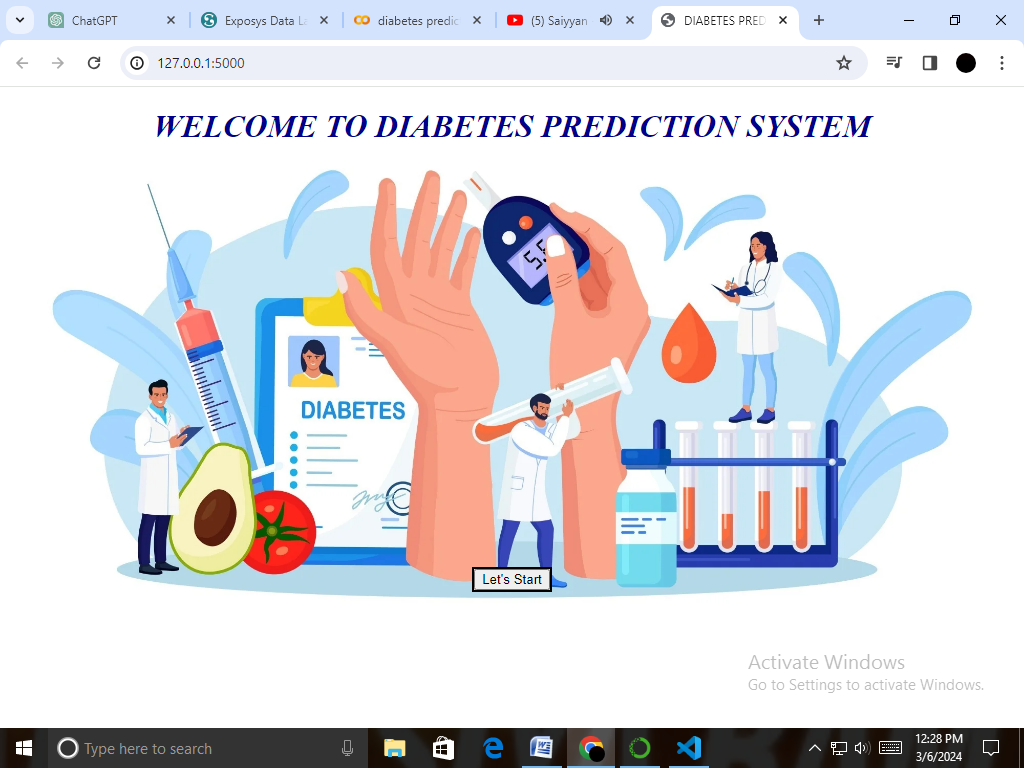 ChatGPT
Exposys Data La
diabetes predic
(5) Saiyyan
DIABETES PRED
127.0.0.1:5000
WELCOME TO DIABETES PREDICTION SYSTEM
5.5
DIABETES
Let's Start
Activate Windows
Go to Settings to activate Windows.
Type here to search
12:28 PM
3/6/2024